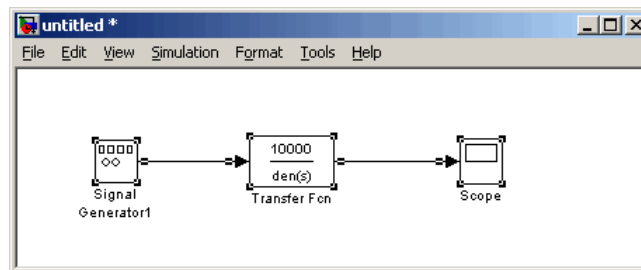 untitled *
File Edit View Simulation Format Tools Help
10000
den(s)
Signal
Generator1
Transfer Fcn
Scope